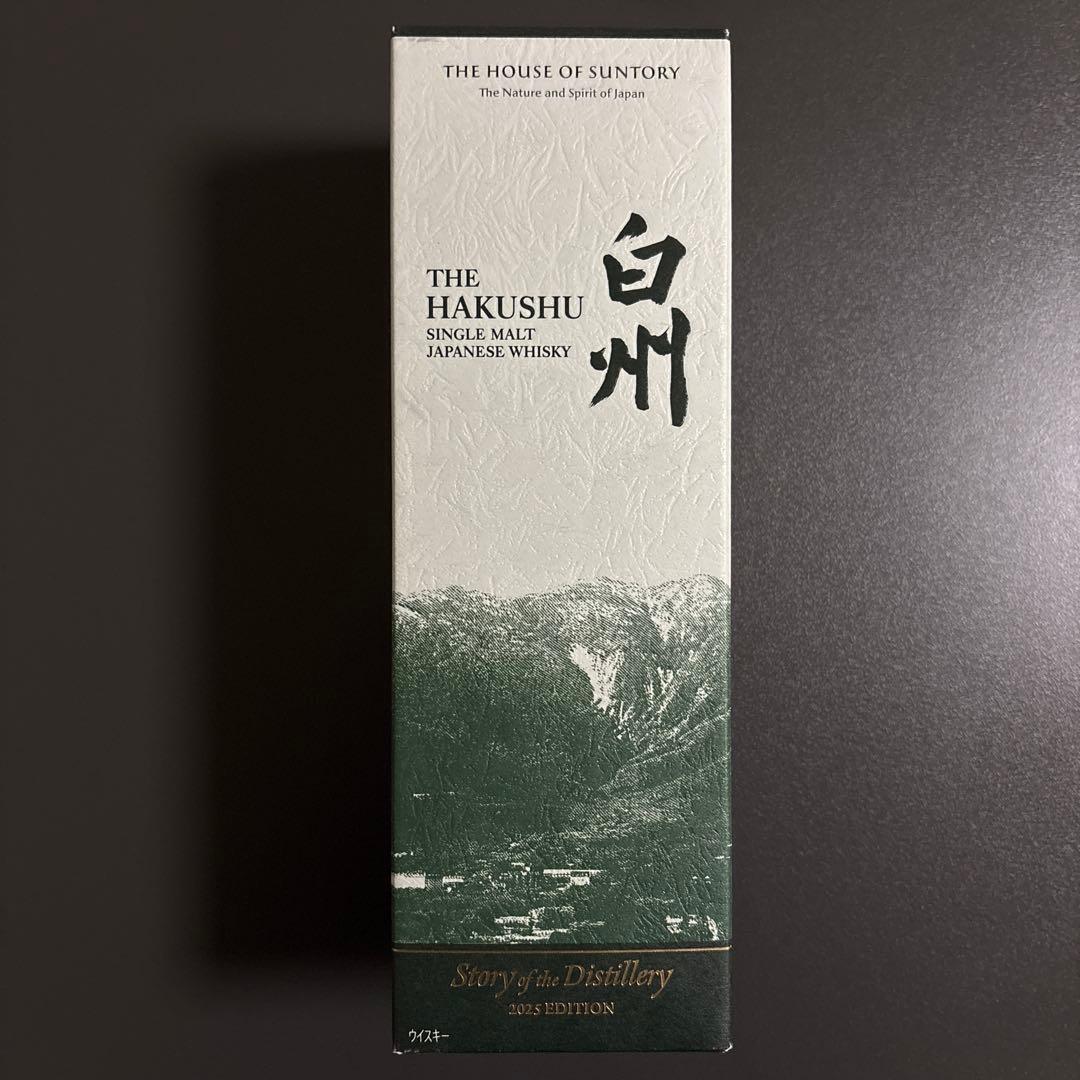 THE HOUSE OF SUNTORY
The Nature and Spirit of Japan
白州
THE
HAKUSHU
SINGLE MALT
JAPANESE WHISKY
Story of the Distillery
2025 EDITION
ウイスキー